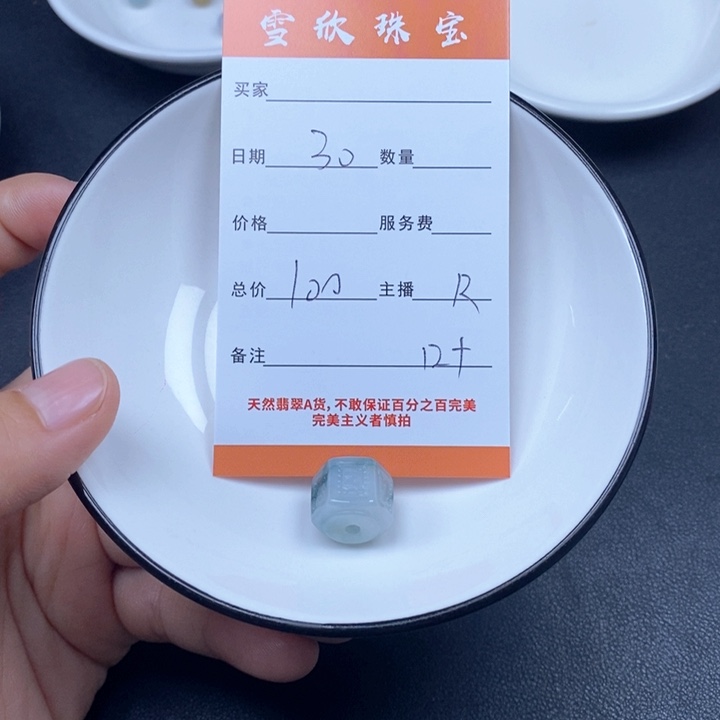 雪欣珠宝
买家
日期 30 数量
价格 服务费
总价 100 主播 R
备注
天然翡翠A货,不敢保证百分之百完美
完美主义者慎拍